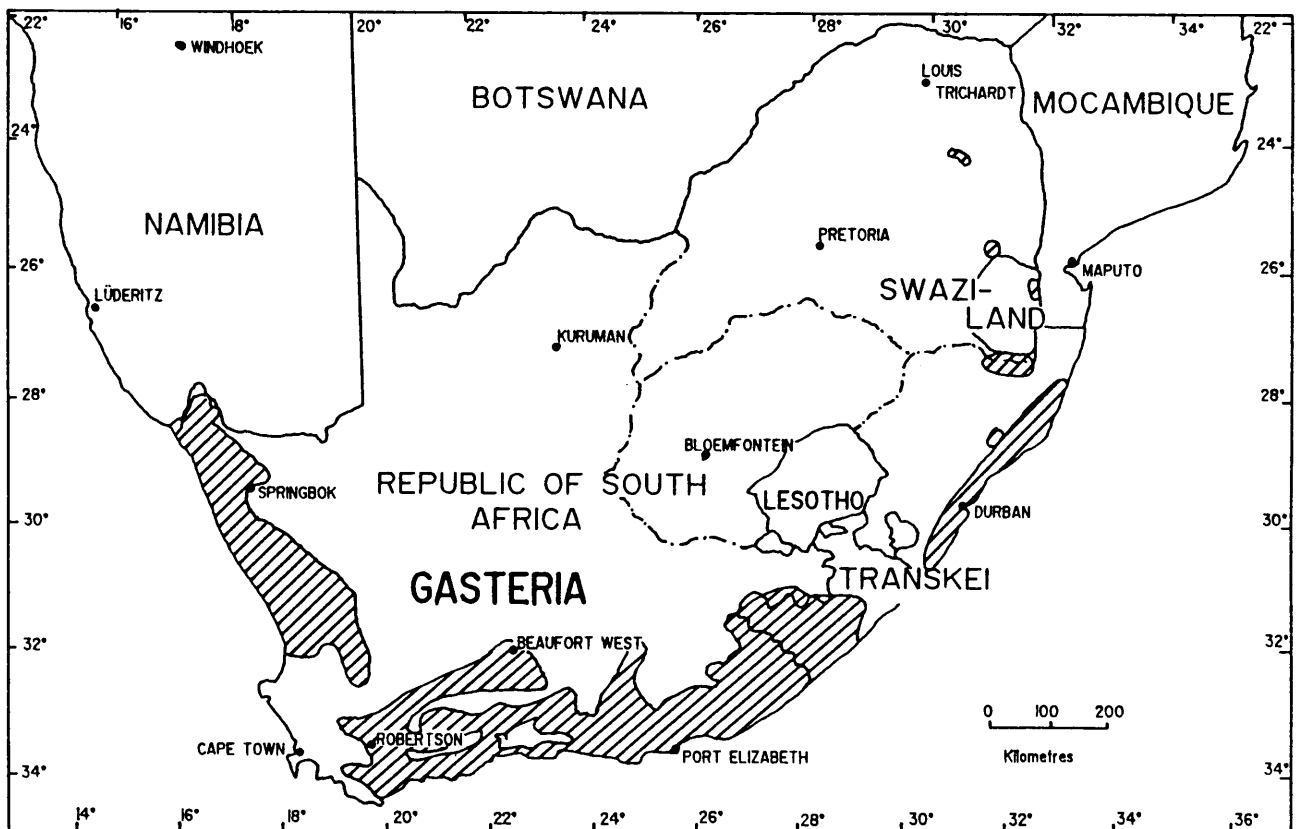 22° 16° 18° 20° 22° 24° 26° 28° 30° 32° 34° 22°
WINDHOEK
LOUIS
TRICHARDT
BOTSWANA
MOCAMBIQUE
24° 24°
NAMIBIA
PRETORIA
26° MAPUTO 26°
LÜDERITZ
SWAZI-
LAND
KURUMAN
28° 28°
BLOEMFONTEIN
REPUBLIC OF SOUTH
AFRICA
SPRINGBOK
LESOTHO
DURBAN
30° 30°
TRANSKEI
GASTERIA
32° BEAUFORT WEST 32°
0 100 200
Kilometres
ROBERTSON
CAPE TOWN
PORT ELIZABETH
34° 34°
14° 16° 18° 20° 22° 24° 26° 28° 30° 32° 34° 36°